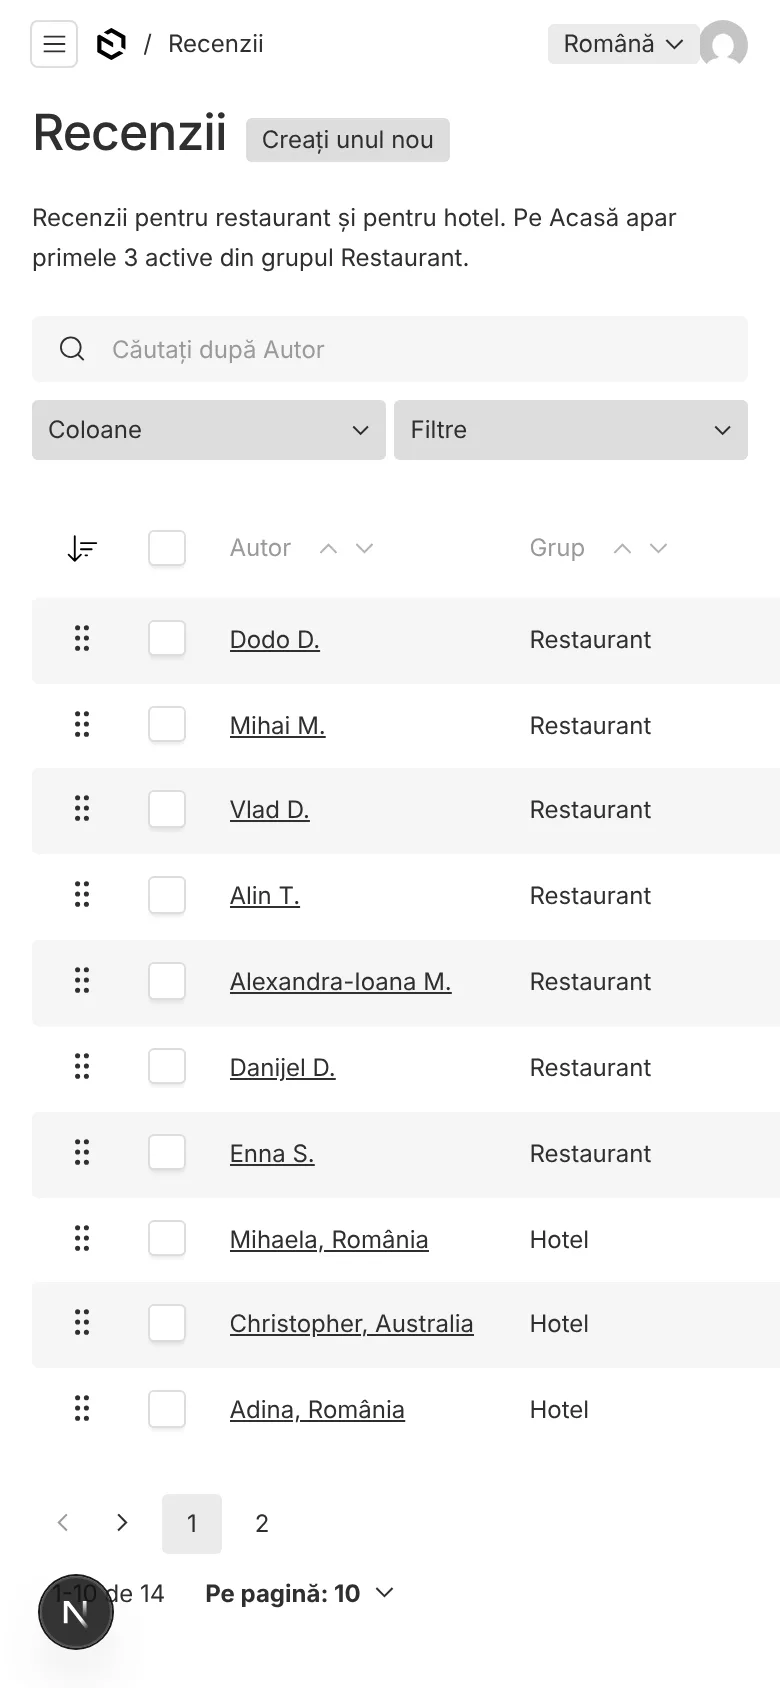 / Recenzii
Română
Recenzii
Creați unul nou
Recenzii pentru restaurant și pentru hotel. Pe Acasă apar
primele 3 active din grupul Restaurant.
Căutați după Autor
Coloane
Filtre
Autor Grup
Dodo D. Restaurant
Mihai M. Restaurant
Vlad D. Restaurant
Alin T. Restaurant
Alexandra-Ioana M. Restaurant
Danijel D. Restaurant
Enna S. Restaurant
Mihaela, România Hotel
Christopher, Australia Hotel
Adina, România Hotel
1 2
1-10 de 14 Pe pagină: 10
N